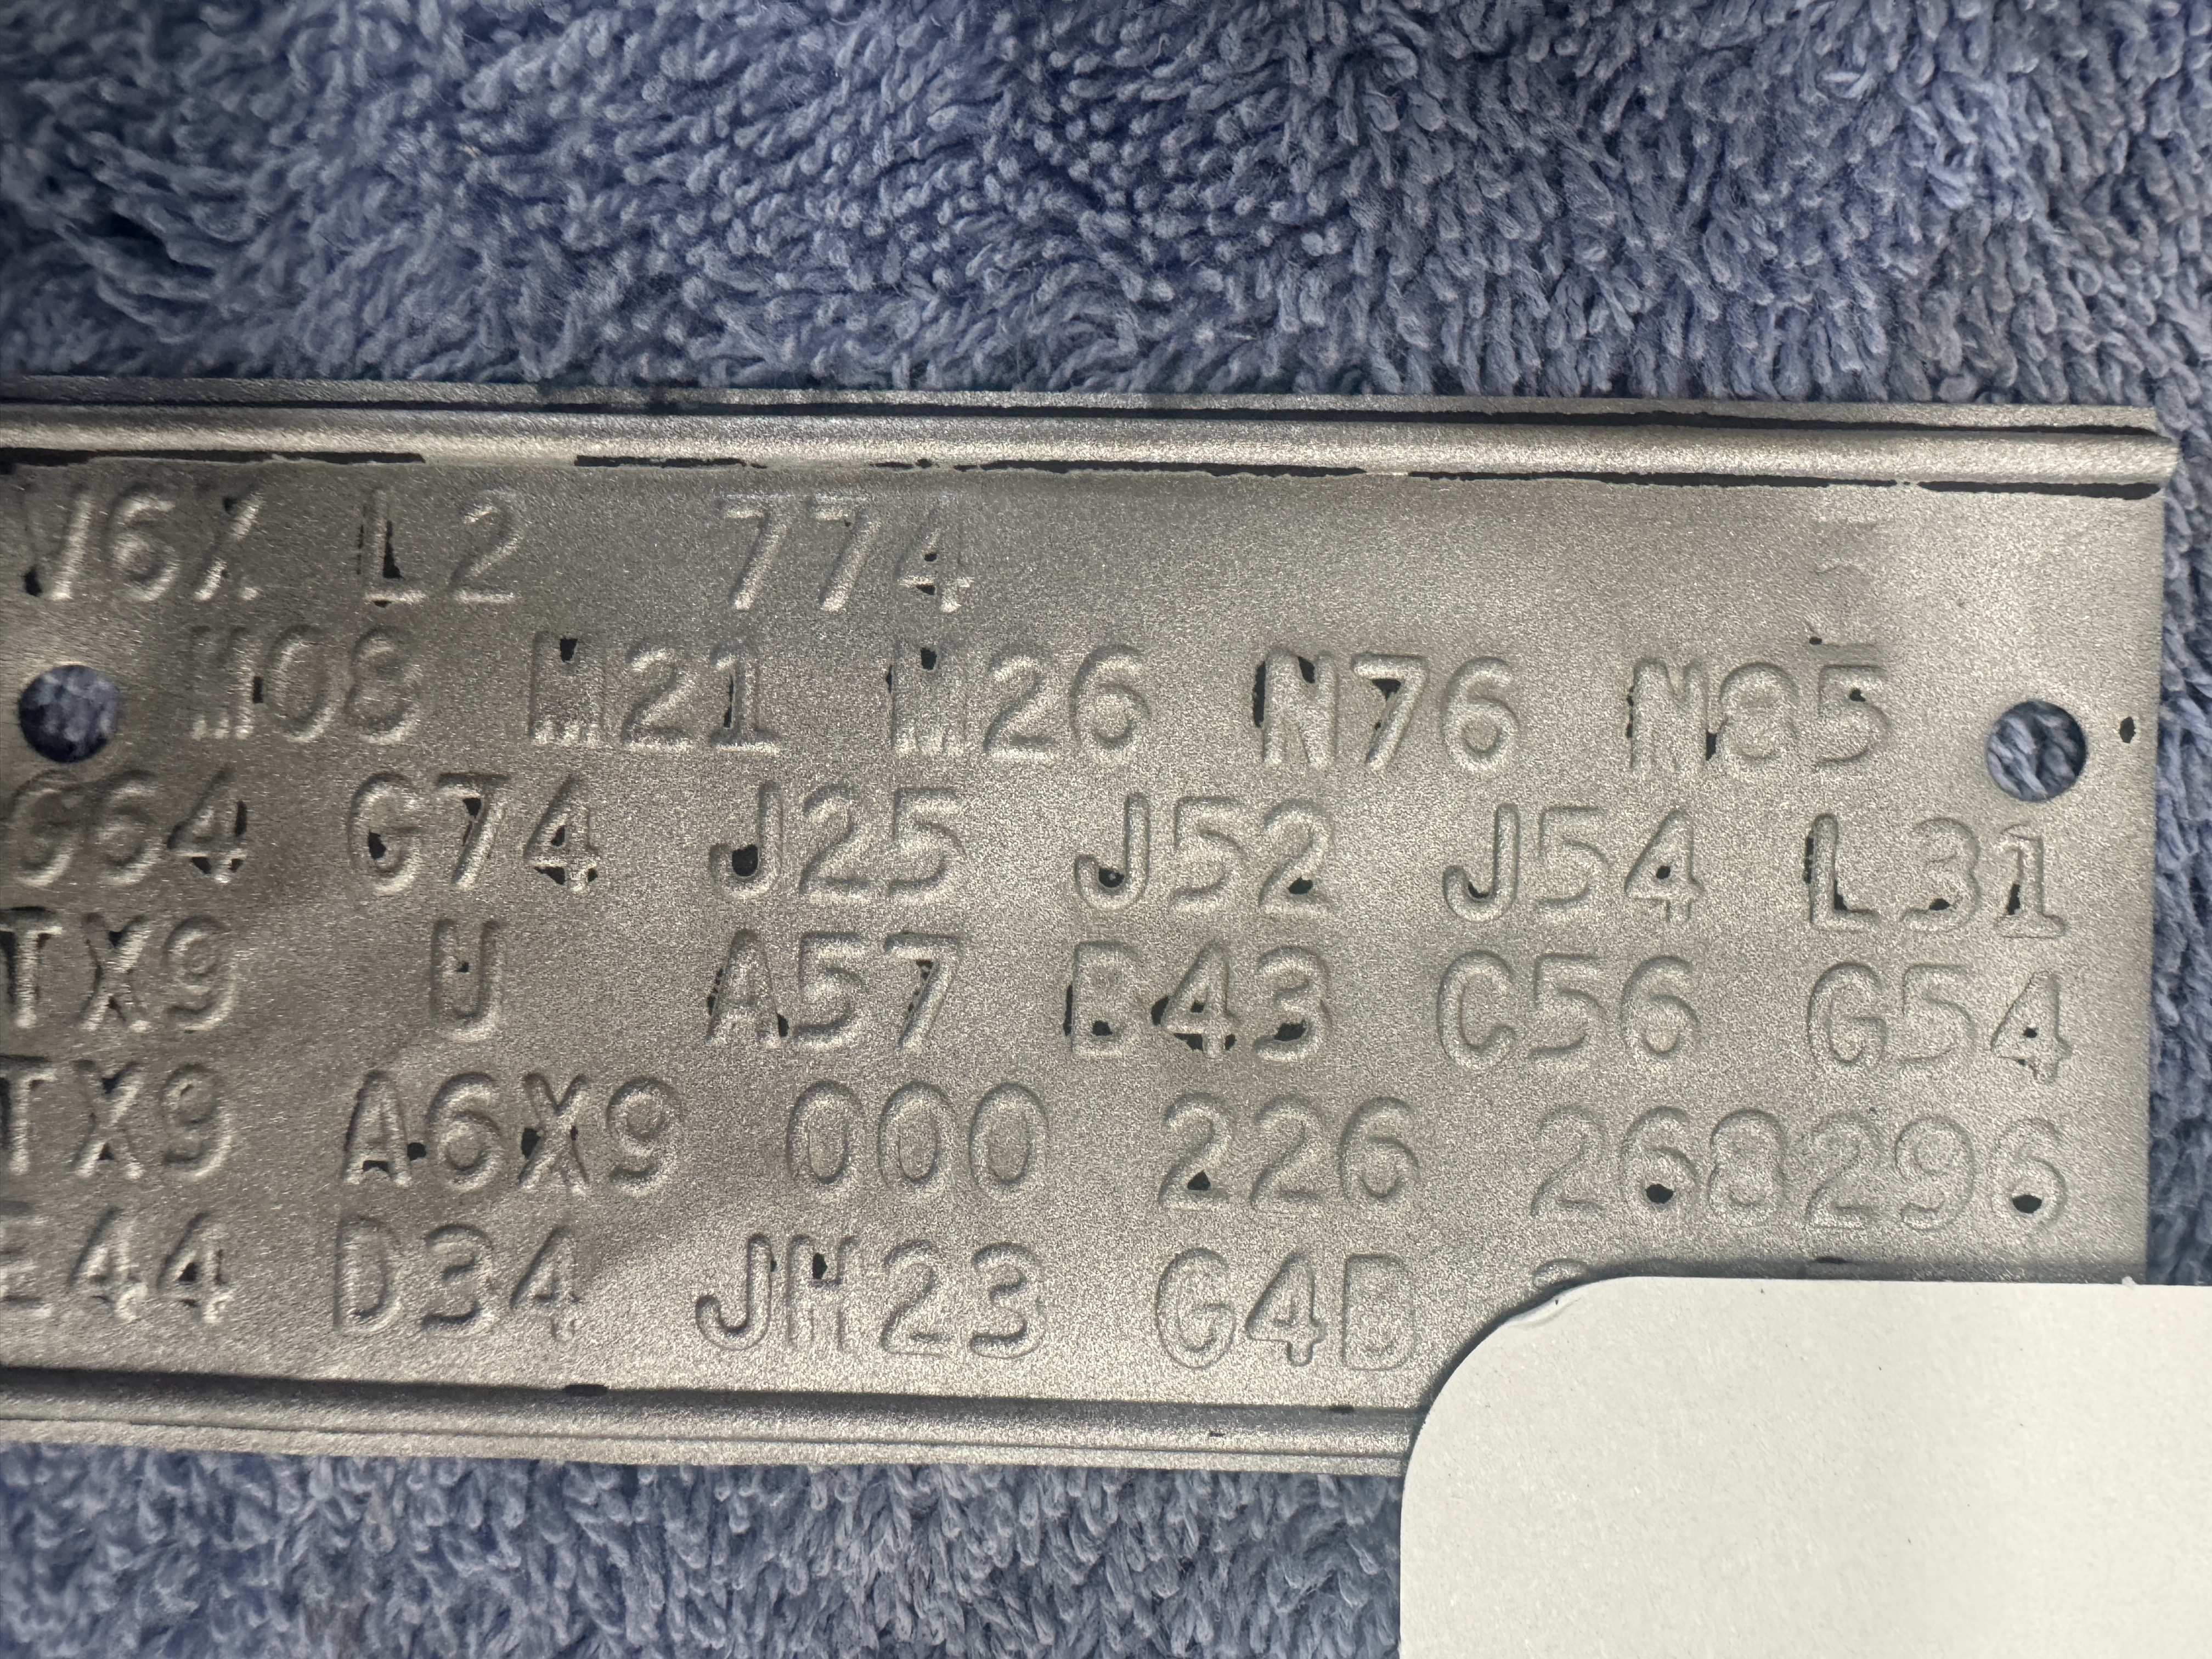 V6X L2 774
M08 M21 M26 N76 N85
G64 G74 J25 J52 J54 L31
TX9 U A57 B43 C56 G54
TX9 A6X9 000 226 268296
E44 D34 JH23 G4B